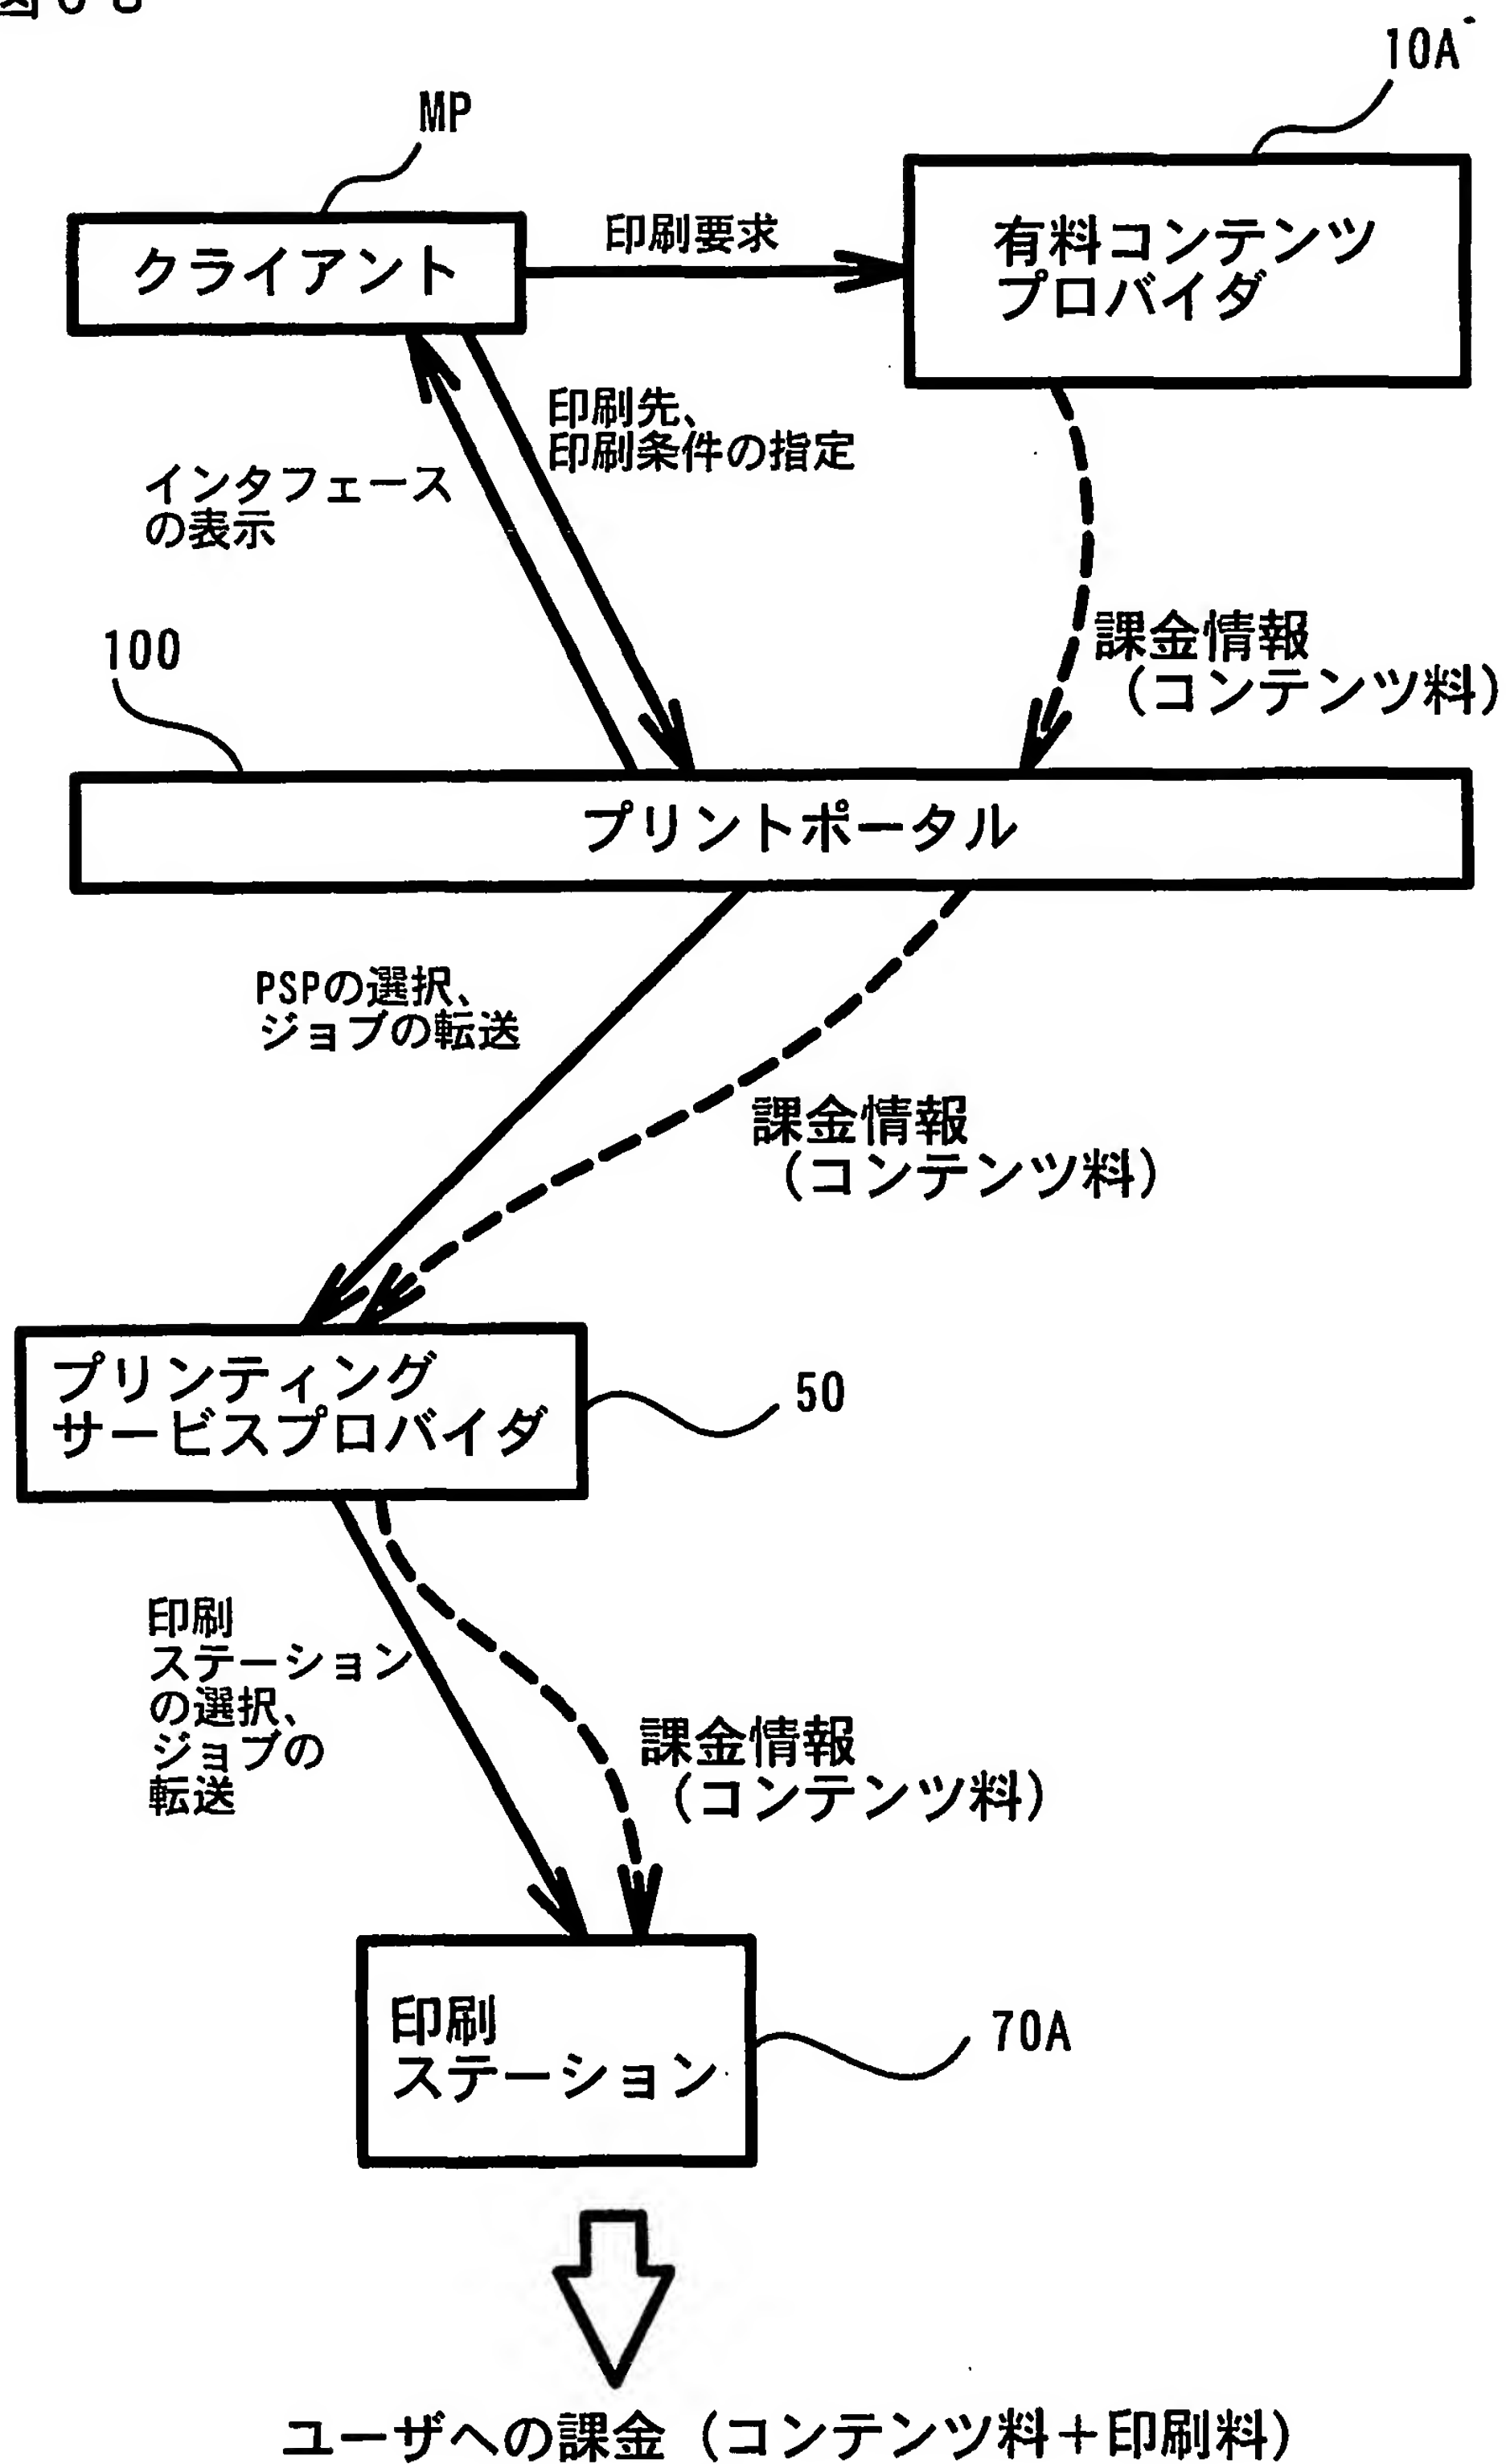 10A
MP
クライアント
印刷要求
有料コンテンツ
プロバイダ
印刷先、
印刷条件の指定
インタフェース
の表示
課金情報
(コンテンツ料)
100
プリントポータル
PSPの選択、
ジョブの転送
課金情報
(コンテンツ料)
プリンティング
サービスプロバイダ
50
印刷
ステーション
の選択、
ジョブの
転送
課金情報
(コンテンツ料)
印刷
ステーション
70A
ユーザへの課金(コンテンツ料+印刷料)